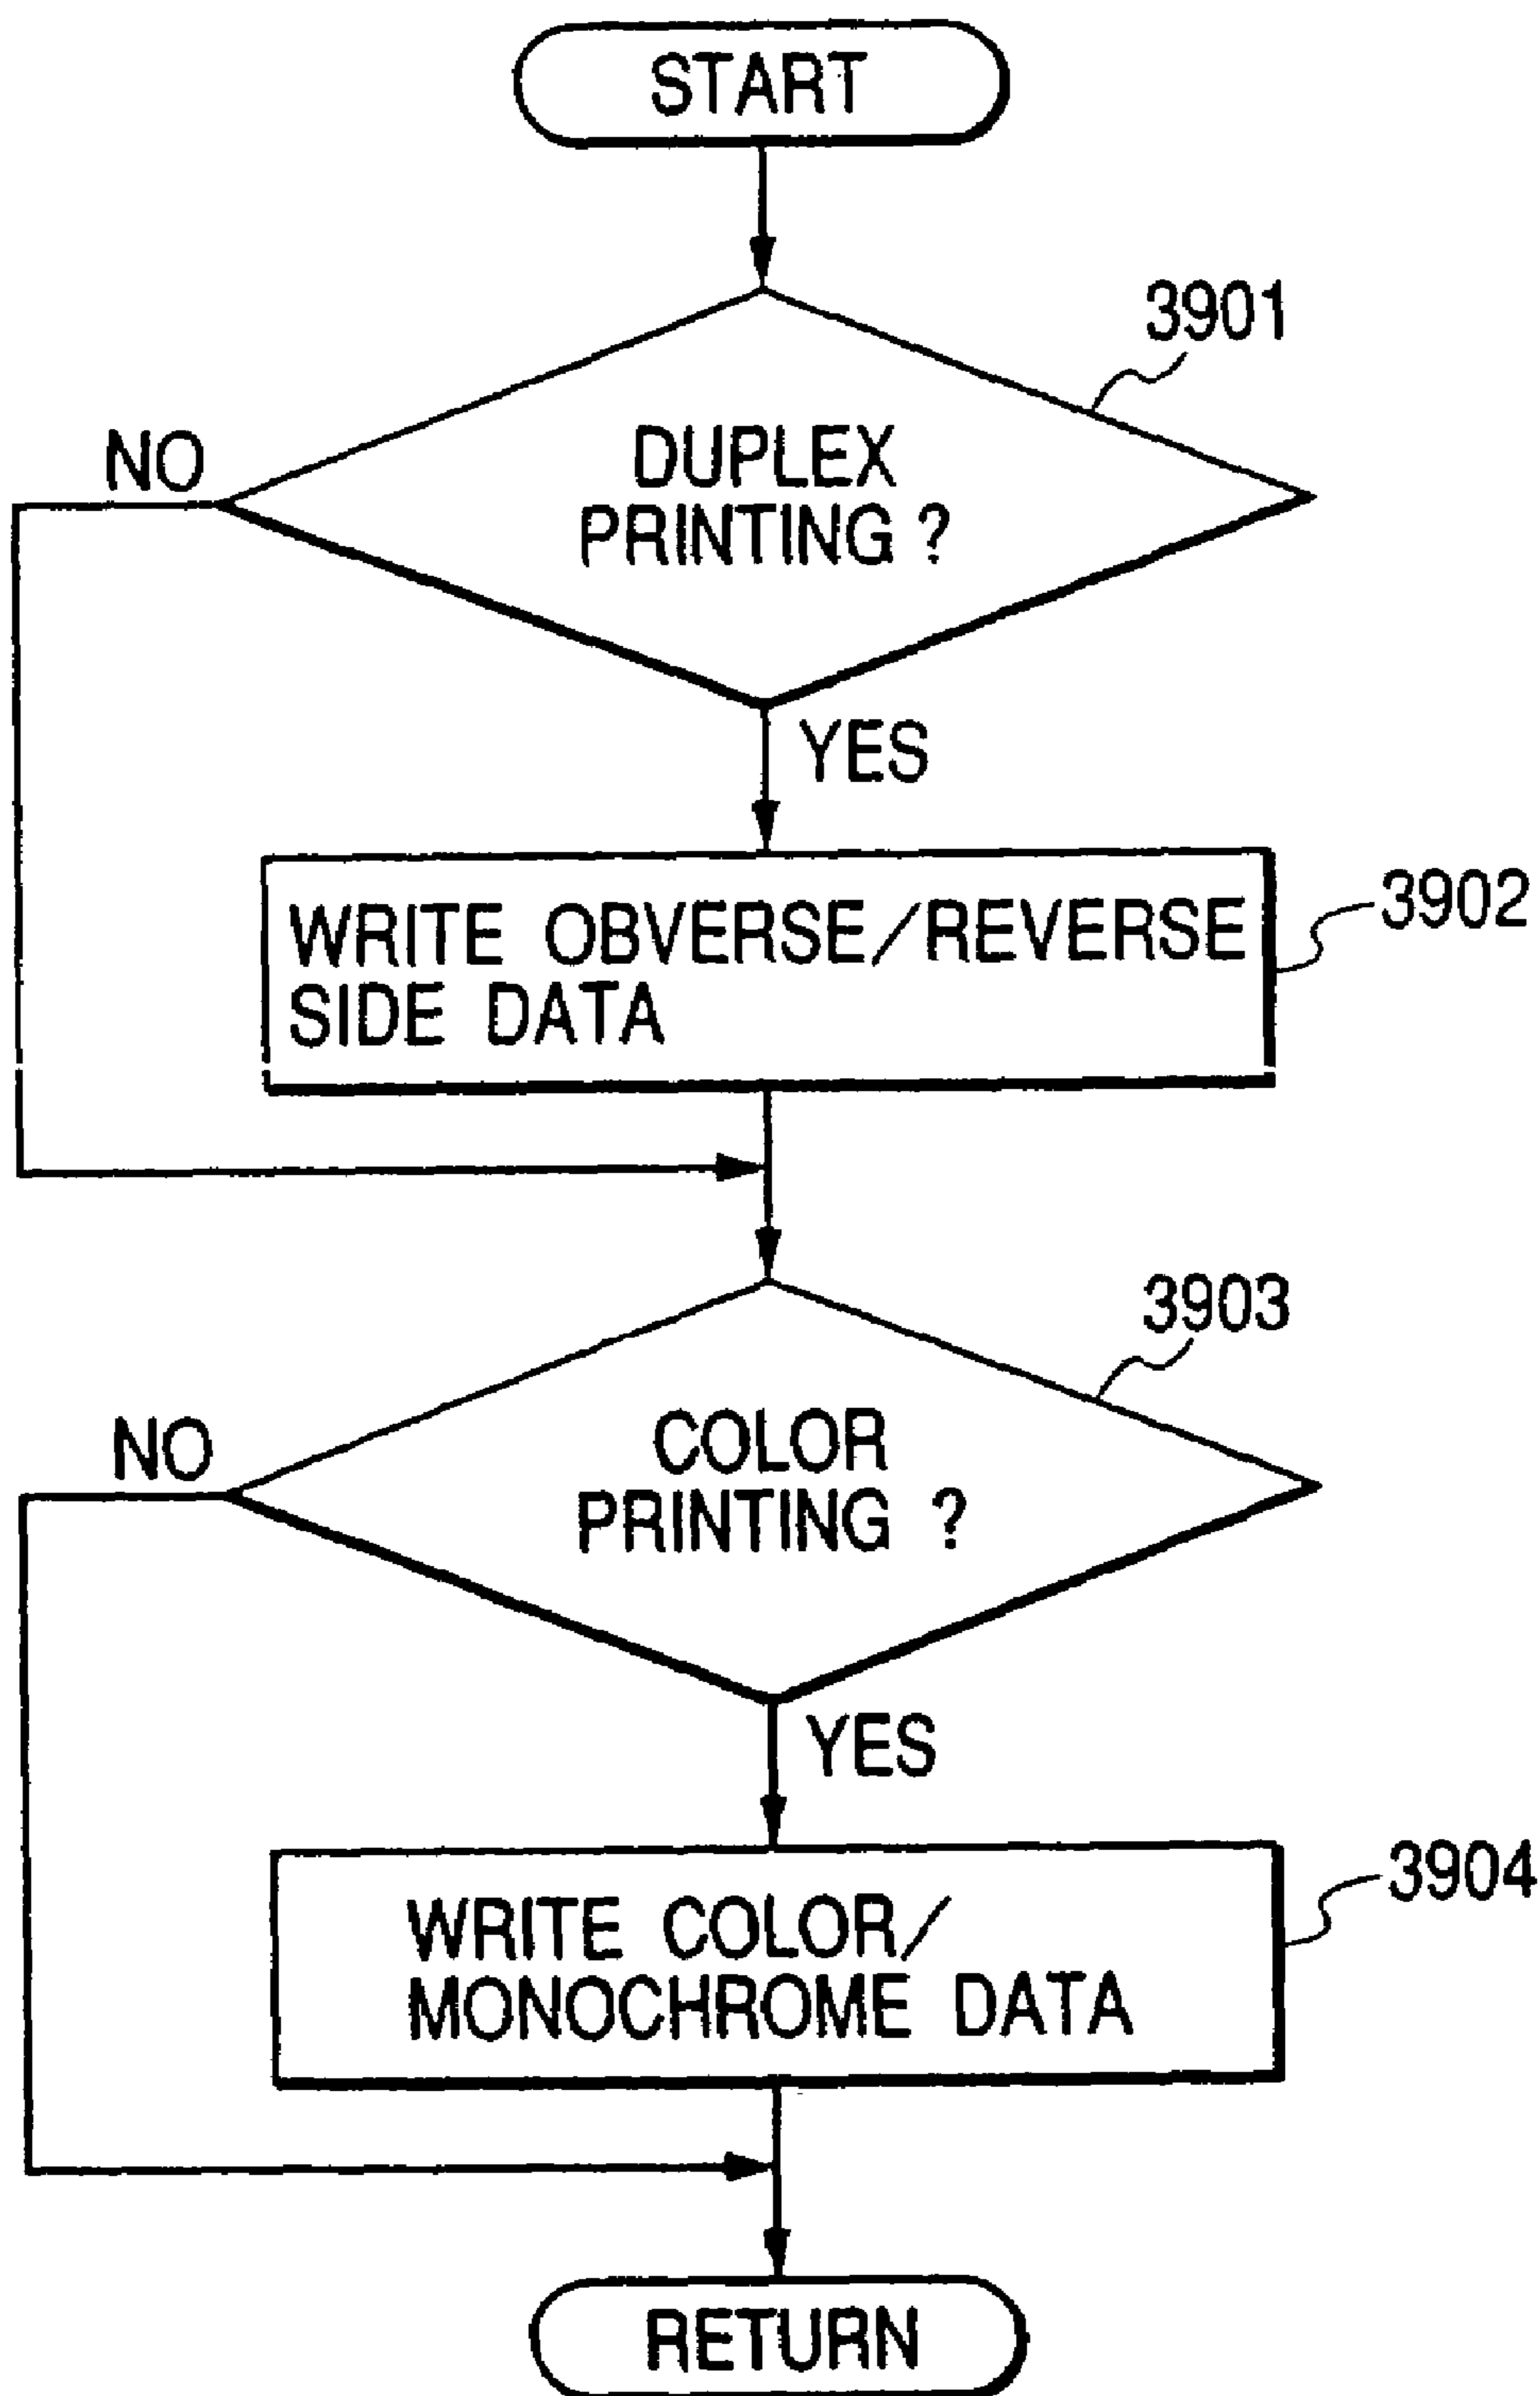 START
3901
NO
DUPLEX
PRINTING ?
YES
WRITE OBVERSE/REVERSE
SIDE DATA
3902
3903
NO
COLOR
PRINTING ?
YES
WRITE COLOR/
MONOCHROME DATA
3904
RETURN